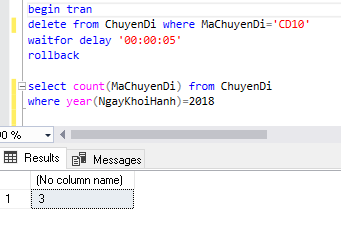 begin tran
delete from ChuyenDi where MaChuyenDi='CD10'
waitfor delay '00:00:05'
rollback
select count(MaChuyenDi) from ChuyenDi
where year(NgayKhoiHanh)=2018
00 %
Results Messages
(No column name)
1 3